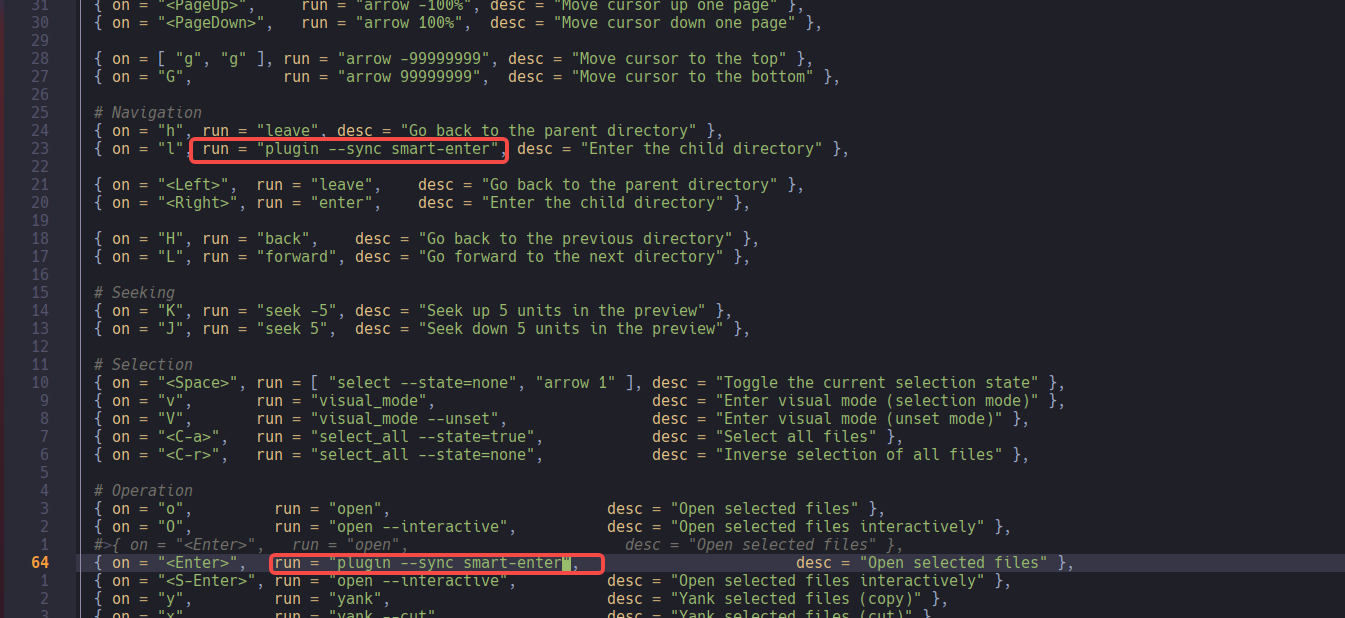 31 { on = "<PageUp>",     run = "arrow -100%", desc = "Move cursor up one page" },
30 { on = "<PageDown>",   run = "arrow 100%",  desc = "Move cursor down one page" },
29
28 { on = [ "g", "g" ], run = "arrow -99999999", desc = "Move cursor to the top" },
27 { on = "G",          run = "arrow 99999999",  desc = "Move cursor to the bottom" },
26
25 # Navigation
24 { on = "h", run = "leave", desc = "Go back to the parent directory" },
23 { on = "l", run = "plugin --sync smart-enter", desc = "Enter the child directory" },
22
21 { on = "<Left>",  run = "leave",    desc = "Go back to the parent directory" },
20 { on = "<Right>", run = "enter",    desc = "Enter the child directory" },
19
18 { on = "H", run = "back",    desc = "Go back to the previous directory" },
17 { on = "L", run = "forward", desc = "Go forward to the next directory" },
16
15 # Seeking
14 { on = "K", run = "seek -5", desc = "Seek up 5 units in the preview" },
13 { on = "J", run = "seek 5",  desc = "Seek down 5 units in the preview" },
12
11 # Selection
10 { on = "<Space>", run = [ "select --state=none", "arrow 1" ], desc = "Toggle the current selection state" },
9 { on = "v",       run = "visual_mode",                        desc = "Enter visual mode (selection mode)" },
8 { on = "V",       run = "visual_mode --unset",                desc = "Enter visual mode (unset mode)" },
7 { on = "<C-a>",   run = "select_all --state=true",            desc = "Select all files" },
6 { on = "<C-r>",   run = "select_all --state=none",            desc = "Inverse selection of all files" },
5
4 # Operation
3 { on = "o",         run = "open",                        desc = "Open selected files" },
2 { on = "O",         run = "open --interactive",          desc = "Open selected files interactively" },
1 #>{ on = "<Enter>",   run = "open",                        desc = "Open selected files" },
64 { on = "<Enter>",   run = "plugin --sync smart-enter",                        desc = "Open selected files" },
1 { on = "<S-Enter>", run = "open --interactive",          desc = "Open selected files interactively" },
2 { on = "y",         run = "yank",                        desc = "Yank selected files (copy)" },
3 { on = "x",         run = "yank --cut",                  desc = "Yank selected files (cut)" },